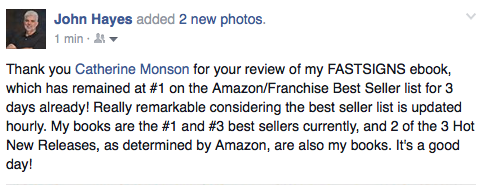 John Hayes added 2 new photos.
1 min ·
Thank you Catherine Monson for your review of my FASTSIGNS ebook,
which has remained at #1 on the Amazon/Franchise Best Seller list for 3
days already! Really remarkable considering the best seller list is updated
hourly. My books are the #1 and #3 best sellers currently, and 2 of the 3 Hot
New Releases, as determined by Amazon, are also my books. It's a good
day!